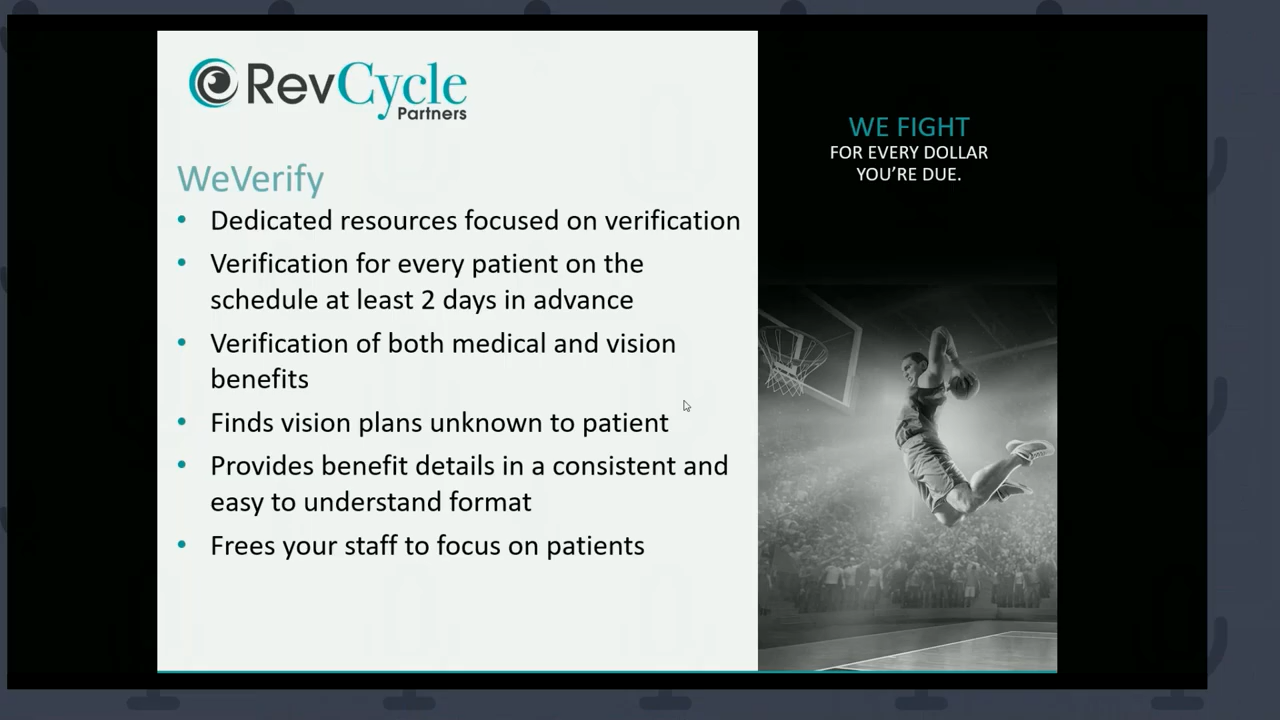 RevCycle
Partners
WE FIGHT
FOR EVERY DOLLAR
YOU’RE DUE.
WeVerify
• Dedicated resources focused on verification
• Verification for every patient on the
schedule at least 2 days in advance
• Verification of both medical and vision
benefits
• Finds vision plans unknown to patient
• Provides benefit details in a consistent and
easy to understand format
• Frees your staff to focus on patients